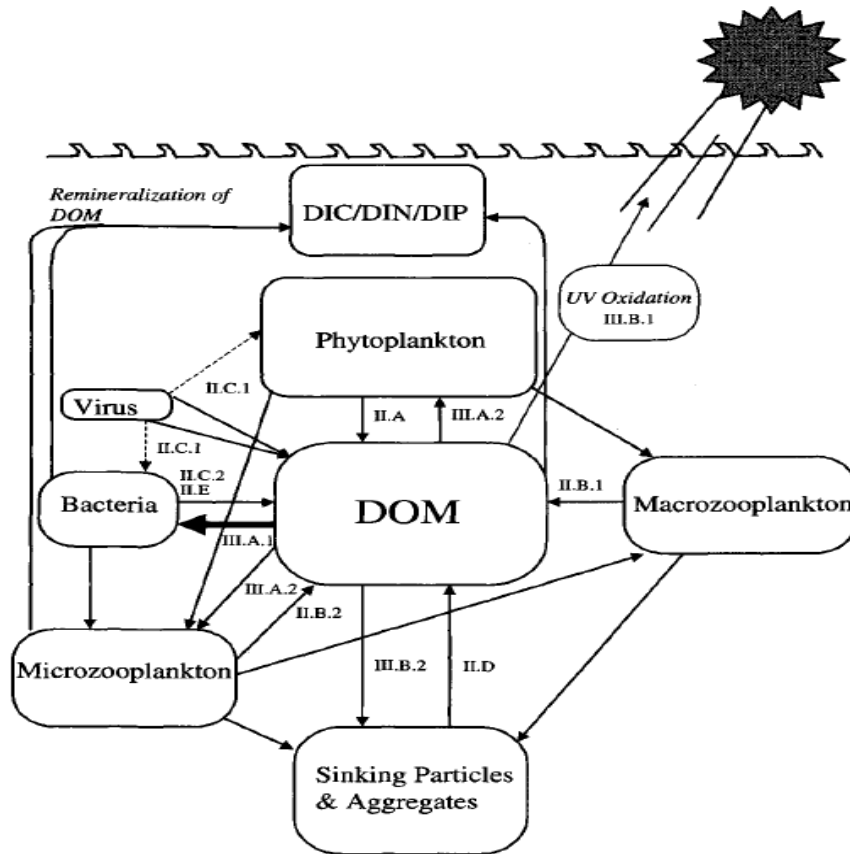 Remineralization of
DOM
DIC/DIN/DIP
UV Oxidation
III.B.1
Phytoplankton
II.C.1
II.A
III.A.2
Virus
II.C.1
II.C.2
II.E
Bacteria
DOM
II.B.1
Macrozooplankton
III.A.1
III.A.2
II.B.2
Microzooplankton
III.B.2
II.D
Sinking Particles
& Aggregates